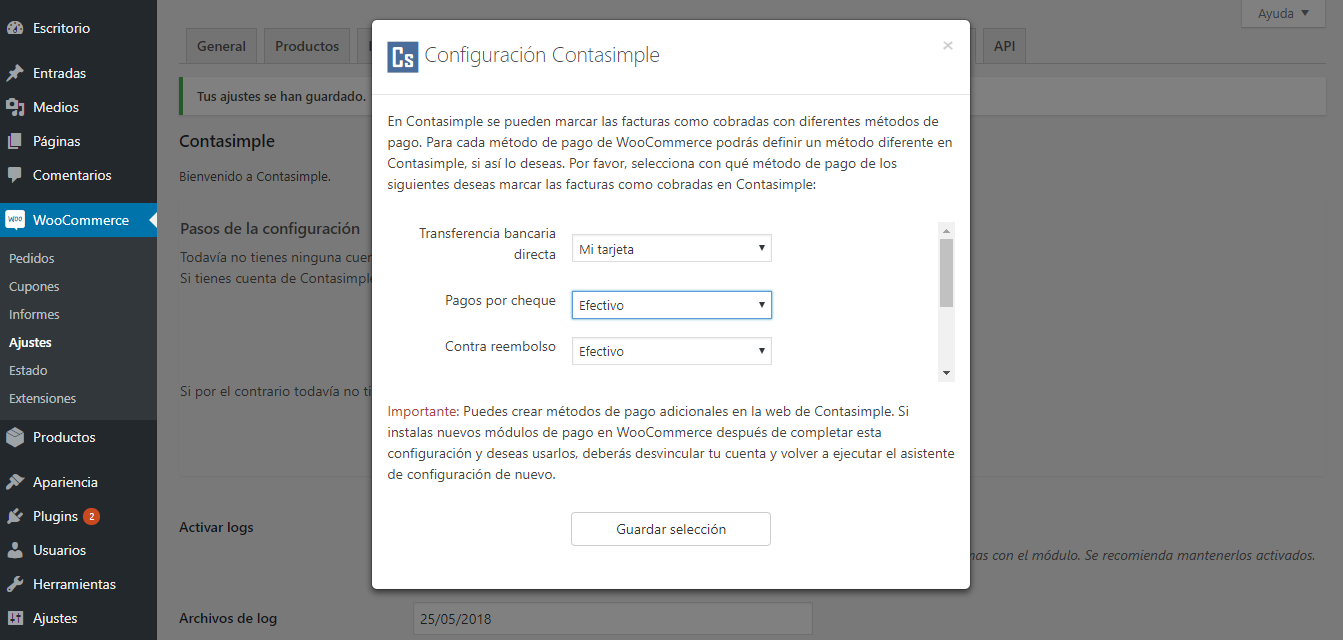 Escritorio
Entradas
Medios
Páginas
Comentarios
WOO
WooCommerce
Pedidos
Cupones
Informes
Ajustes
Estado
Extensiones
Productos
Apariencia
Plugins 2
Usuarios
Herramientas
Ajustes
Ayuda
General
Productos
API
Tus ajustes se han guardado.
Contasimple
Bienvenido a Contasimple.
Pasos de la configuración
Todavía no tienes ninguna
Si tienes cuenta de Contasimple
Si por el contrario todavía no
Activar logs
con el módulo. Se recomienda mantenerlos activados.
Archivos de log
25/05/2018
Cs Configuración Contasimple
×
En Contasimple se pueden marcar las facturas como cobradas con diferentes métodos de
pago. Para cada método de pago de WooCommerce podrás definir un método diferente en
Contasimple, si así lo deseas. Por favor, selecciona con qué método de pago de los
siguientes deseas marcar las facturas como cobradas en Contasimple:
Transferencia bancaria
directa
Mi tarjeta
Pagos por cheque
Efectivo
Contra reembolso
Efectivo
Importante: Puedes crear métodos de pago adicionales en la web de Contasimple. Si
instalas nuevos módulos de pago en WooCommerce después de completar esta
configuración y deseas usarlos, deberás desvincular tu cuenta y volver a ejecutar el asistente
de configuración de nuevo.
Guardar selección